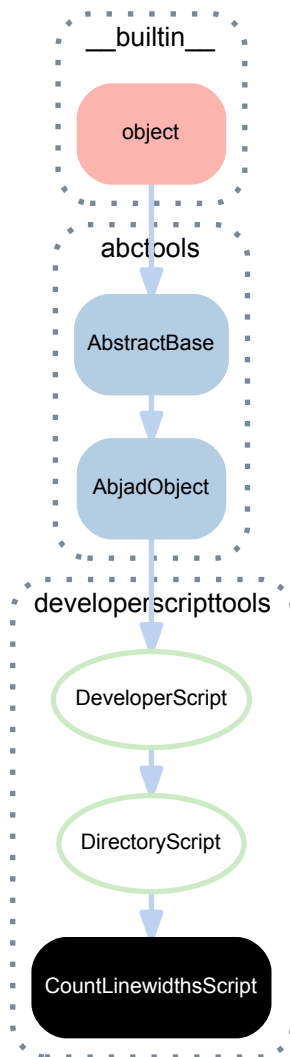 __builtin__
object
abctools
AbstractBase
AbjadObject
developerscripttools
DeveloperScript
DirectoryScript
CountLinewidthsScript